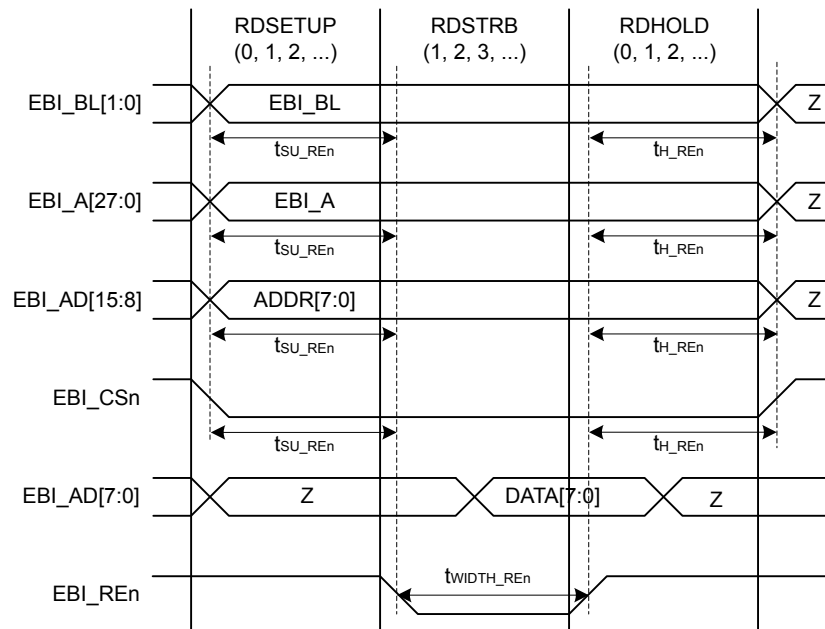 RDSETUP RDSTRB RDHOLD
(0, 1, 2, ...) (1, 2, 3, ...) (0, 1, 2, ...)
EBI_BL[1:0] EBI_BL Z
tSU_REn tH_REn
EBI_A[27:0] EBI_A Z
tSU_REn tH_REn
EBI_AD[15:8] ADDR[7:0] Z
tSU_REn tH_REn
EBI_CSn
tSU_REn tH_REn
EBI_AD[7:0] Z DATA[7:0] Z
tWIDTH_REn
EBI_REn